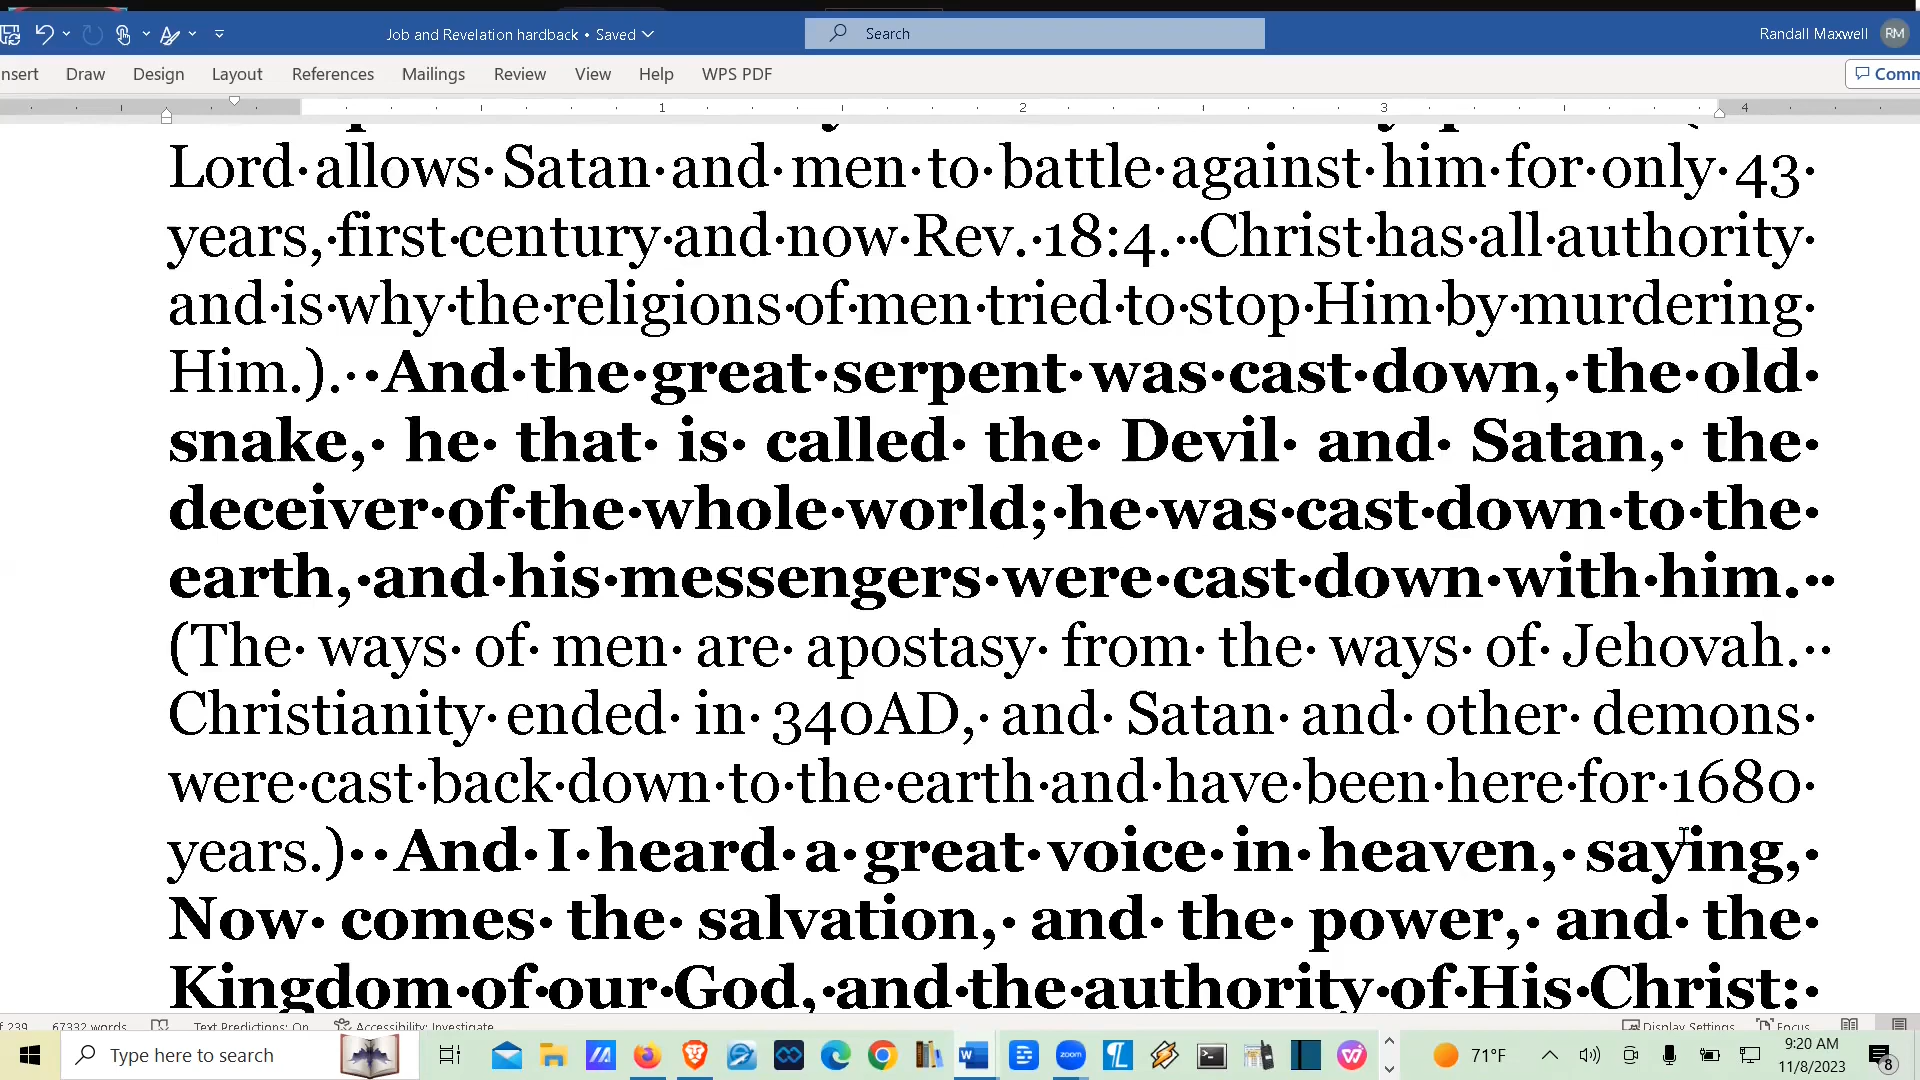 Job and Revelation hardback • Saved
Search
Randall Maxwell RM
nsert Draw Design Layout References Mailings Review View Help WPS PDF Comm
1 2 3 4
Lord allows Satan and men to battle against him for only 43
years, first century and now Rev. 18:4. Christ has all authority
and is why the religions of men tried to stop Him by murdering
Him.). And the great serpent was cast down, the old
snake, he that is called the Devil and Satan, the
deceiver of the whole world; he was cast down to the
earth, and his messengers were cast down with him.
(The ways of men are apostasy from the ways of Jehovah.
Christianity ended in 340AD, and Satan and other demons
were cast back down to the earth and have been here for 1680
years.) And I heard a great voice in heaven, saying,
Now comes the salvation, and the power, and the
Kingdom of our God, and the authority of His Christ:
f 239 67332 words Text Predictions: On Accessibility: Investigate Display Settings Focus
Type here to search zoom 71°F 9:20 AM
11/8/2023 8